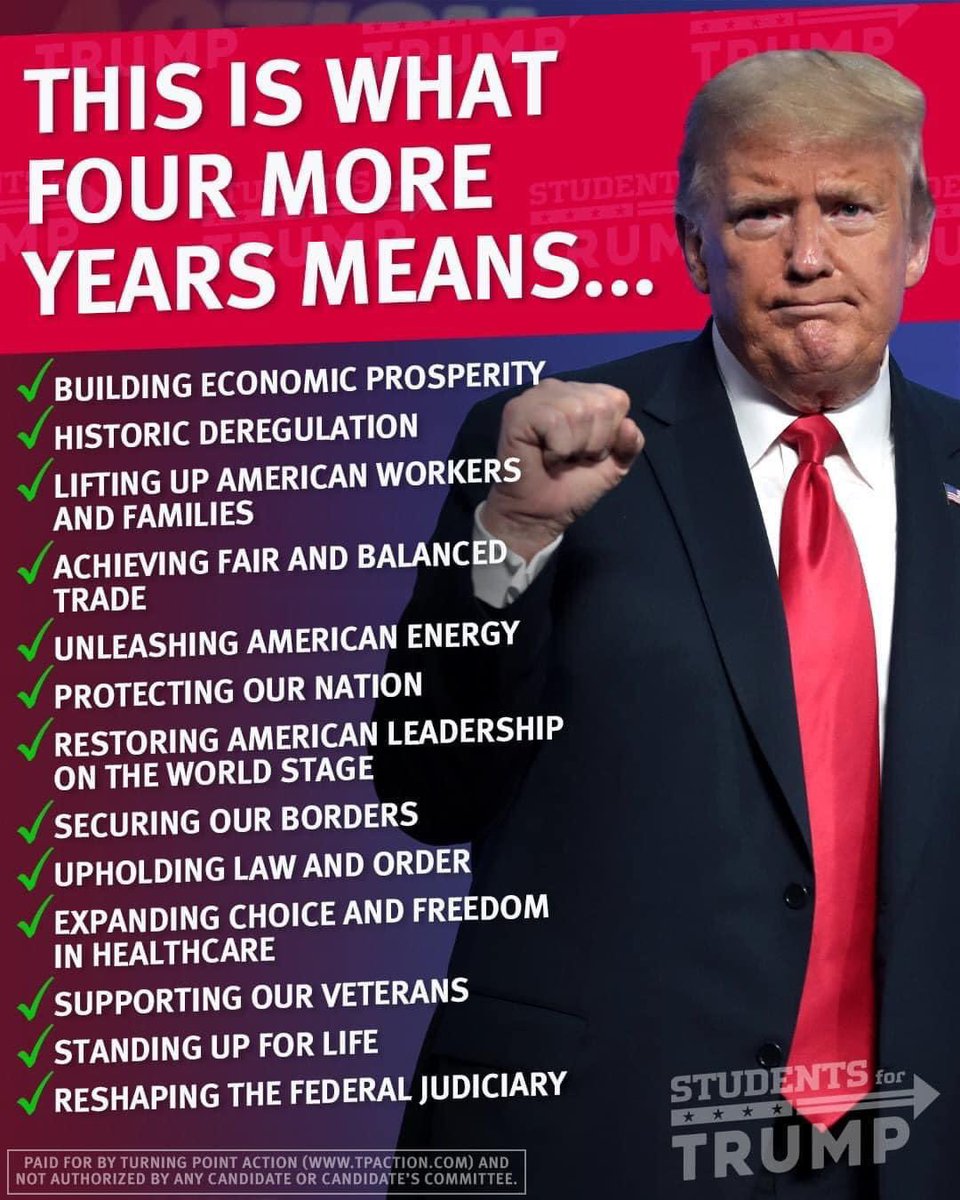 THIS IS WHAT
FOUR MORE
YEARS MEANS...
BUILDING ECONOMIC PROSPERITY
HISTORIC DEREGULATION
LIFTING UP AMERICAN WORKERS
AND FAMILIES
ACHIEVING FAIR AND BALANCED
TRADE
UNLEASHING AMERICAN ENERGY
PROTECTING OUR NATION
RESTORING AMERICAN LEADERSHIP
ON THE WORLD STAGE
SECURING OUR BORDERS
UPHOLDING LAW AND ORDER
EXPANDING CHOICE AND FREEDOM
IN HEALTHCARE
SUPPORTING OUR VETERANS
STANDING UP FOR LIFE
RESHAPING THE FEDERAL JUDICIARY
STUDENTS for
TRUMP
PAID FOR BY TURNING POINT ACTION (WWW.TPACTION.COM) AND
NOT AUTHORIZED BY ANY CANDIDATE OR CANDIDATE'S COMMITTEE.